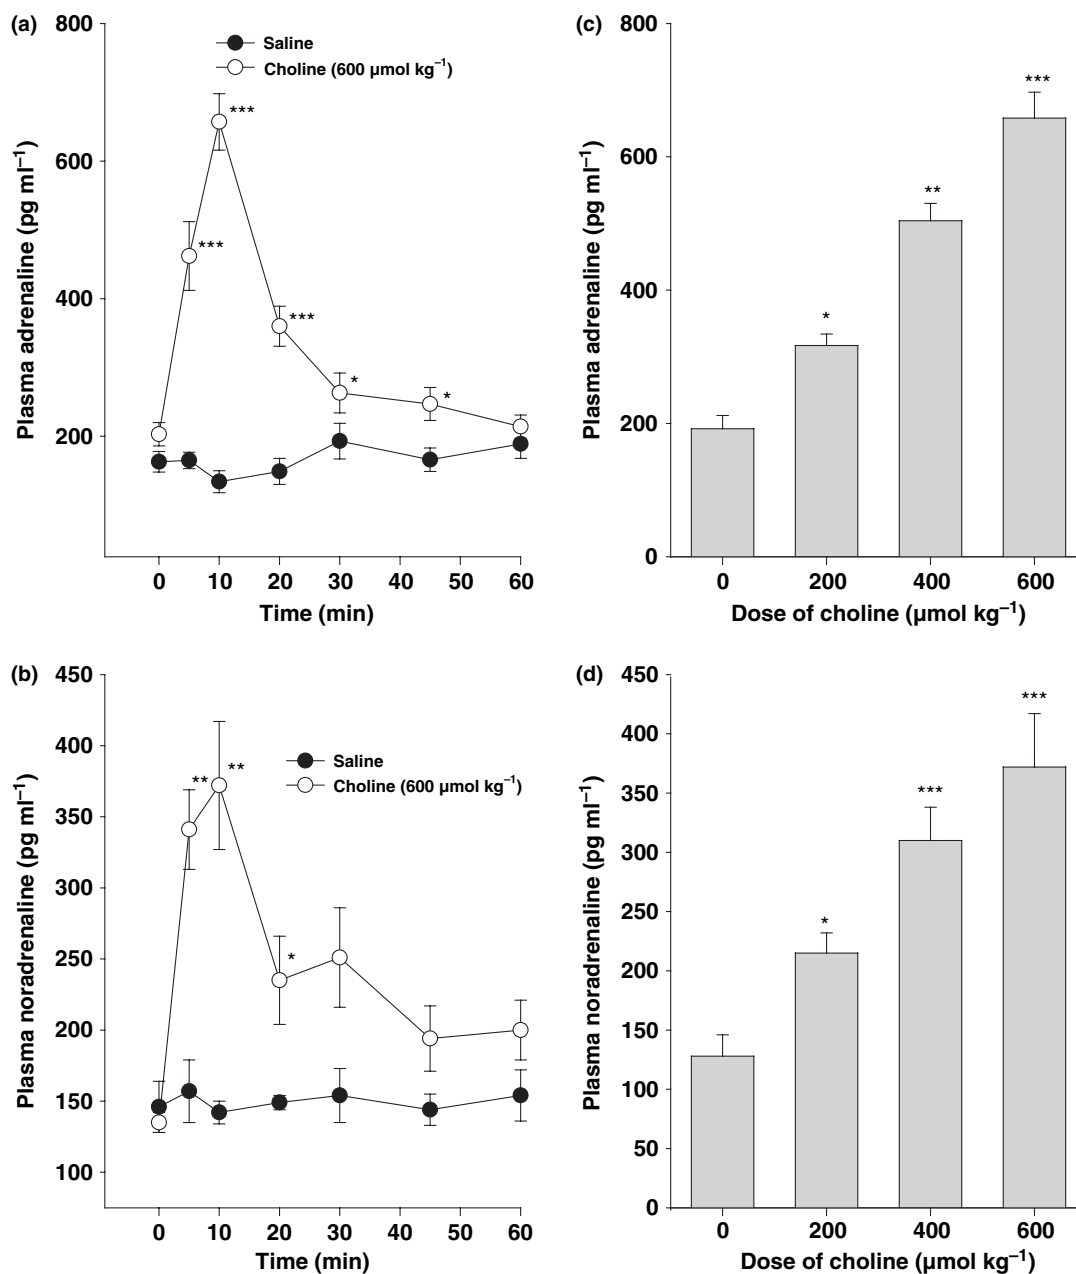 (a)
800
600
400
200
Plasma adrenaline (pg ml⁻¹)
Saline
Choline (600 µmol kg⁻¹)
***
***
***
*
*
0 10 20 30 40 50 60
Time (min)
(c)
800
600
400
200
0
Plasma adrenaline (pg ml⁻¹)
*
**
***
0 200 400 600
Dose of choline (µmol kg⁻¹)
(b)
450
400
350
300
250
200
150
100
Plasma noradrenaline (pg ml⁻¹)
Saline
Choline (600 µmol kg⁻¹)
**
**
*
0 10 20 30 40 50 60
Time (min)
(d)
450
400
350
300
250
200
150
100
50
0
Plasma noradrenaline (pg ml⁻¹)
*
***
***
0 200 400 600
Dose of choline (µmol kg⁻¹)